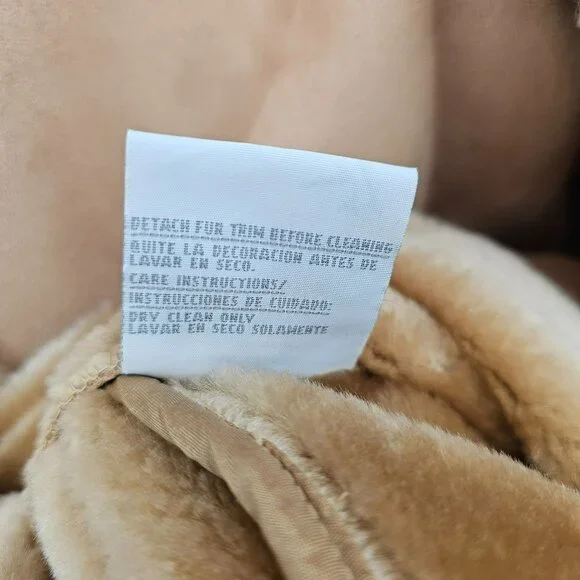 DETACH FUR TRIM BEFORE CLEANING
AUITE LA DECORACION ANTES DE
LAVAR EN SECO.
CARE INSTRUCTIONS/
INSTRUCCIONES DE CUIDADO:
DRY CLEAN ONLY
LAVAR EN SECO SOLAMENTE